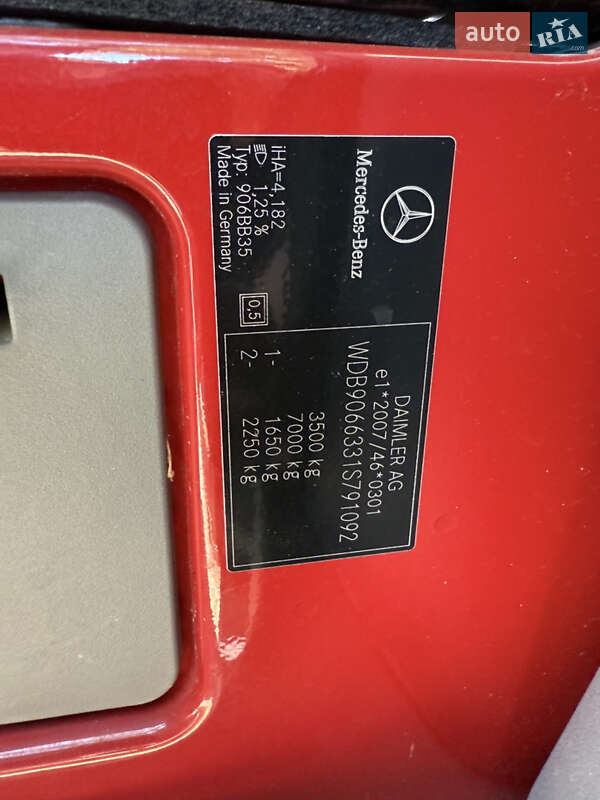 auto RIA.com
Mercedes-Benz
iHA=4,182
1,25 %
Typ: 906BB35
Made in Germany
0,5
DAIMLER AG
e1*2007/46*0301
WDB9066331S791092
3500 kg
7000 kg
1- 1650 kg
2- 2250 kg